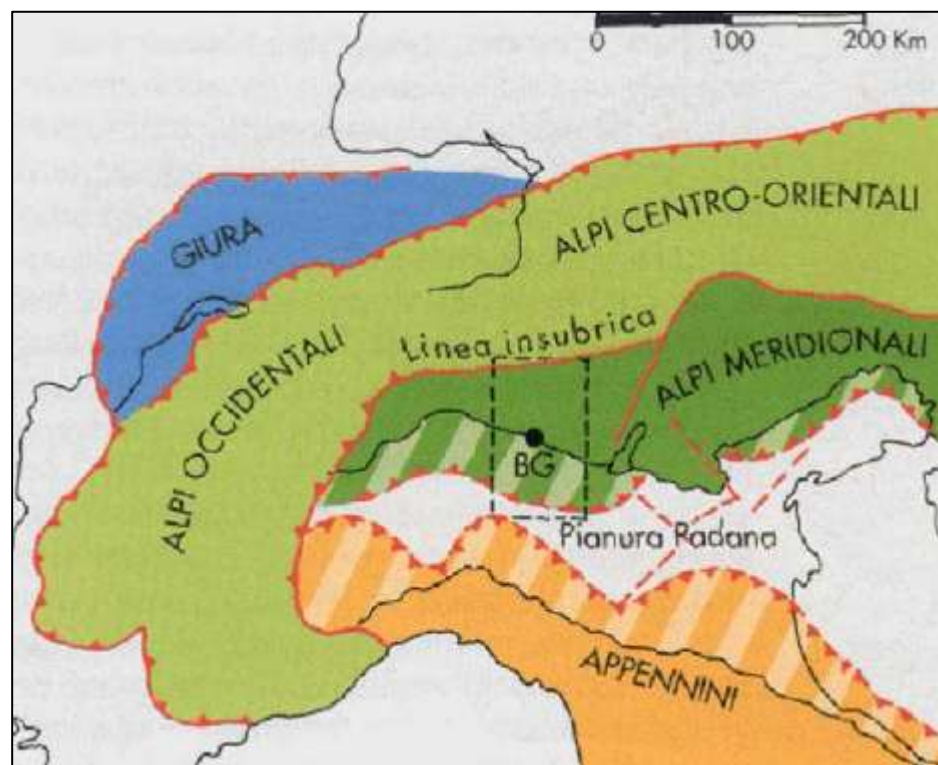 0 100 200 Km
GIURA
ALPI CENTRO-ORIENTALI
Linea insubrica
ALPI MERIDIONALI
ALPI OCCIDENTALI
BG
Pianura Padana
APPENNINI